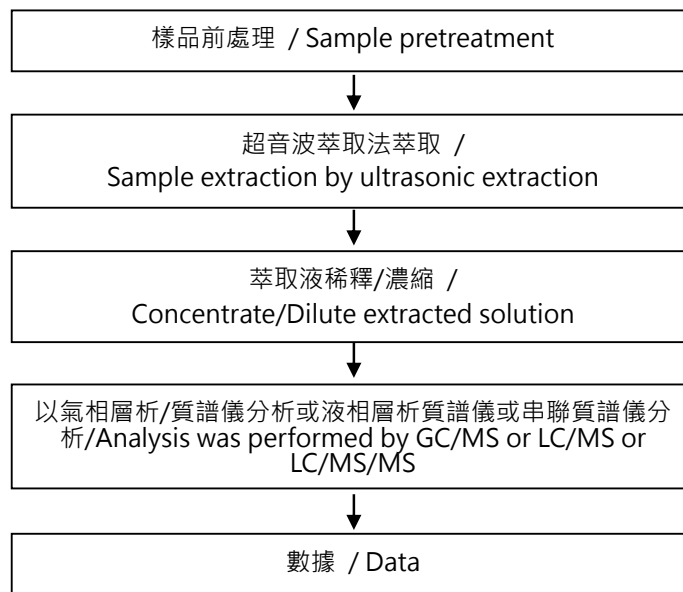 樣品前處理 / Sample pretreatment
超音波萃取法萃取 /
Sample extraction by ultrasonic extraction
萃取液稀釋/濃縮 /
Concentrate/Dilute extracted solution
以氣相層析/質譜儀分析或液相層析質譜儀或串聯質譜儀分
析/Analysis was performed by GC/MS or LC/MS or
LC/MS/MS
數據 / Data